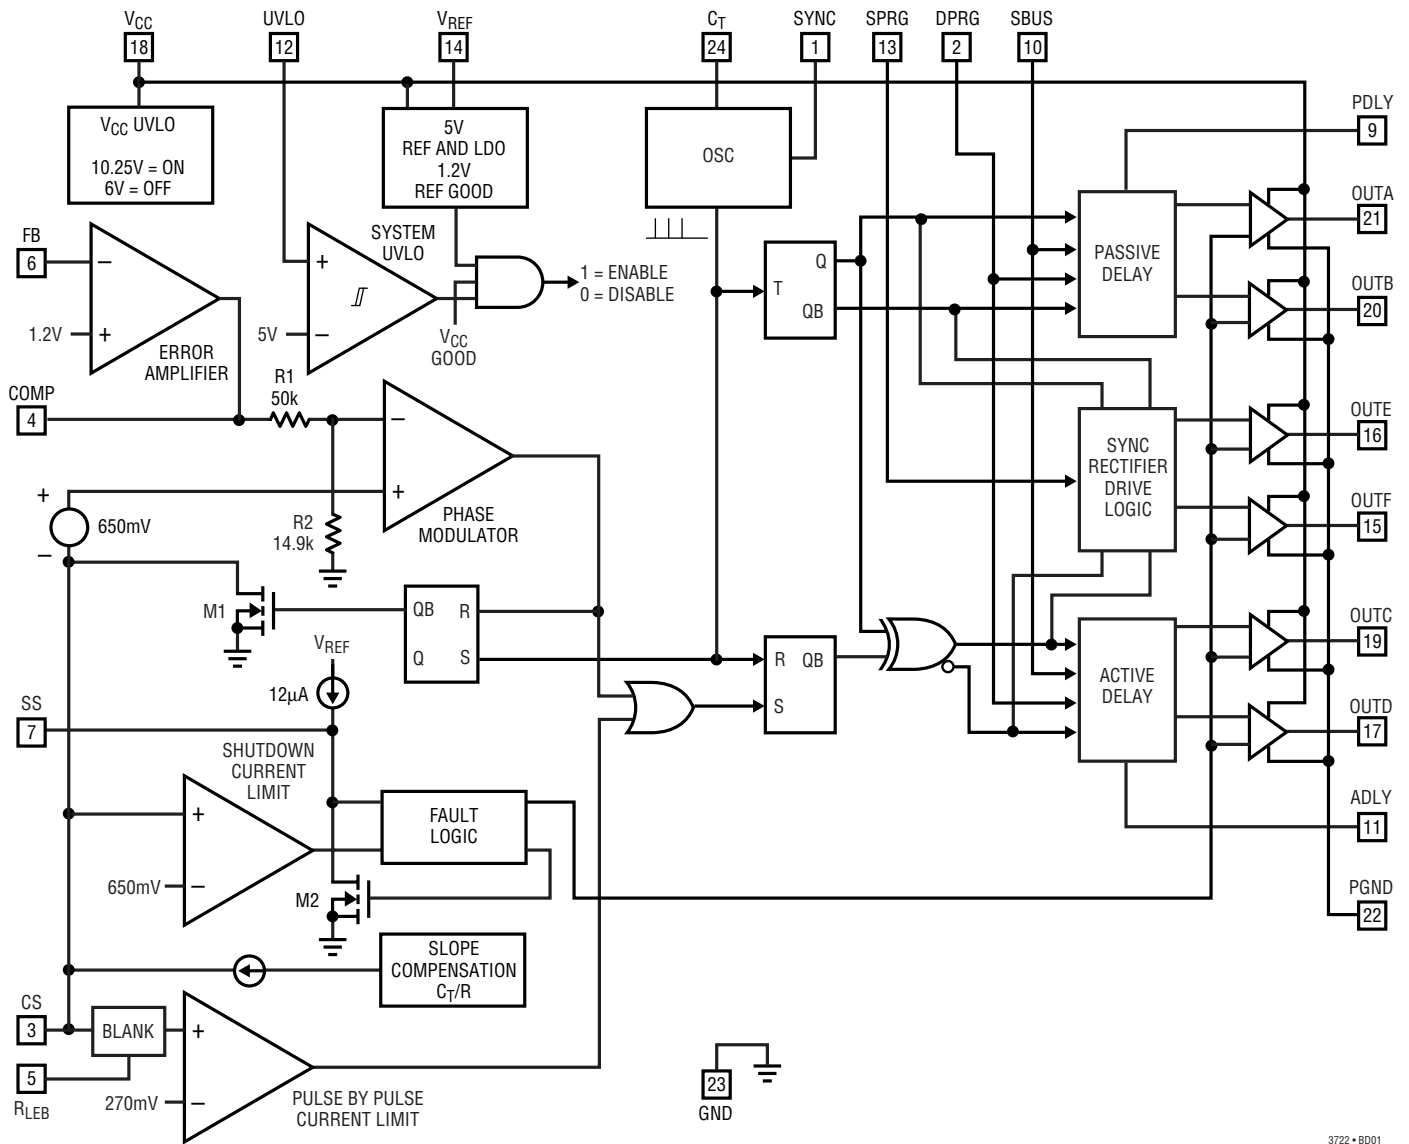 VCC
18
UVLO
12
VREF
14
CT
24
SYNC
1
SPRG
13
DPRG
2
SBUS
10
VCC UVLO
10.25V = ON
6V = OFF
5V
REF AND LDO
1.2V
REF GOOD
OSC
PDLY
9
FB
6
−
+
1.2V
ERROR
AMPLIFIER
SYSTEM
UVLO
+
−
5V
VCC
GOOD
1 = ENABLE
0 = DISABLE
T
Q
QB
PASSIVE
DELAY
OUTA
21
OUTB
20
COMP
4
R1
50k
−
+
PHASE
MODULATOR
R2
14.9k
+
650mV
−
SYNC
RECTIFIER
DRIVE
LOGIC
OUTE
16
OUTF
15
M1
QB
R
Q
S
VREF
12µA
R
QB
S
ACTIVE
DELAY
OUTC
19
OUTD
17
SS
7
SHUTDOWN
CURRENT
LIMIT
+
650mV
−
FAULT
LOGIC
M2
ADLY
11
PGND
22
SLOPE
COMPENSATION
CT/R
CS
3
BLANK
+
5
RLEB
270mV
−
PULSE BY PULSE
CURRENT LIMIT
23
GND
3722 • BD01